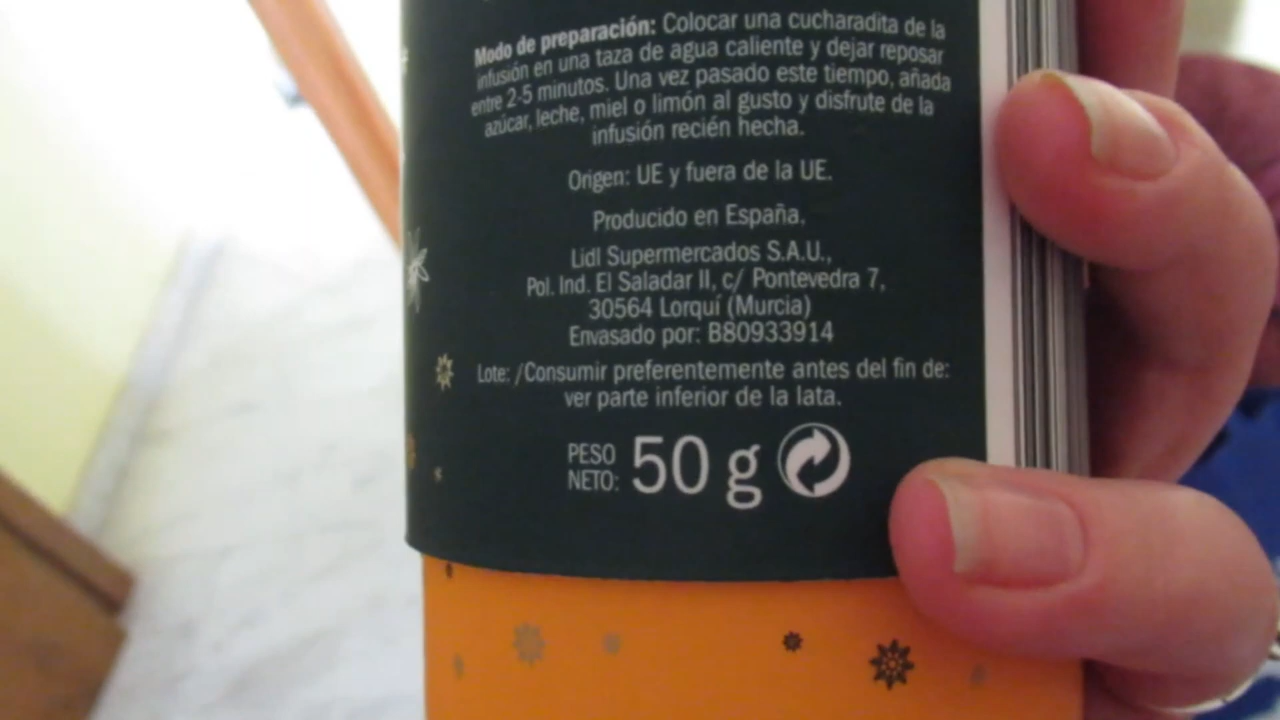 Modo de preparación: Colocar una cucharadita de la
infusión en una taza de agua caliente y dejar reposar
entre 2-5 minutos. Una vez pasado este tiempo, añada
azúcar, leche, miel o limón al gusto y disfrute de la
infusión recién hecha.
Origen: UE y fuera de la UE.
Producido en España.
Lidl Supermercados S.A.U.,
Pol. Ind. El Saladar II, c/ Pontevedra 7,
30564 Lorquí (Murcia)
Envasado por: B80933914
Lote: /Consumir preferentemente antes del fin de:
ver parte inferior de la lata.
PESO
NETO: 50 g